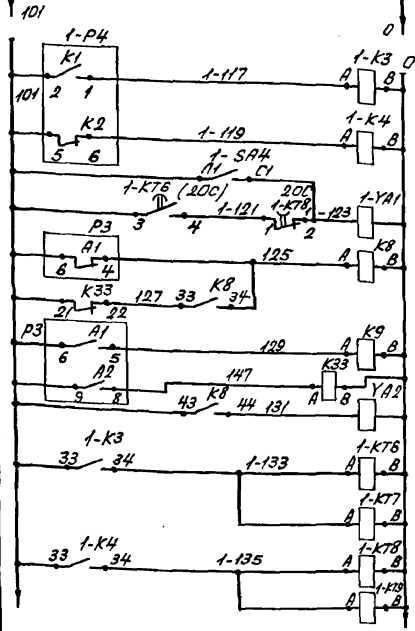 101 0
1-P4 0
K1 1-K3
1-117 A B
101 2 1
K2 1-K4
1-119 A B
5 6
1-SA4
Л1 C1
1-KT6 (20C) 20C 1-KT8 1-YA1
1-121 1-123
3 4 1 2
P3 K8
A1 125 A B
6 4
K33 127 33 K8 34
21 22
P3 A1 K9
129 A B
6 5
A2 147 K33 YA2
9 8 A B
43 K8 44 131
1-K3 1-KT6
33 34 1-133 A B
1-KT7
A B
1-K4 1-KT8
33 34 1-135 A B
1-KT9
A B